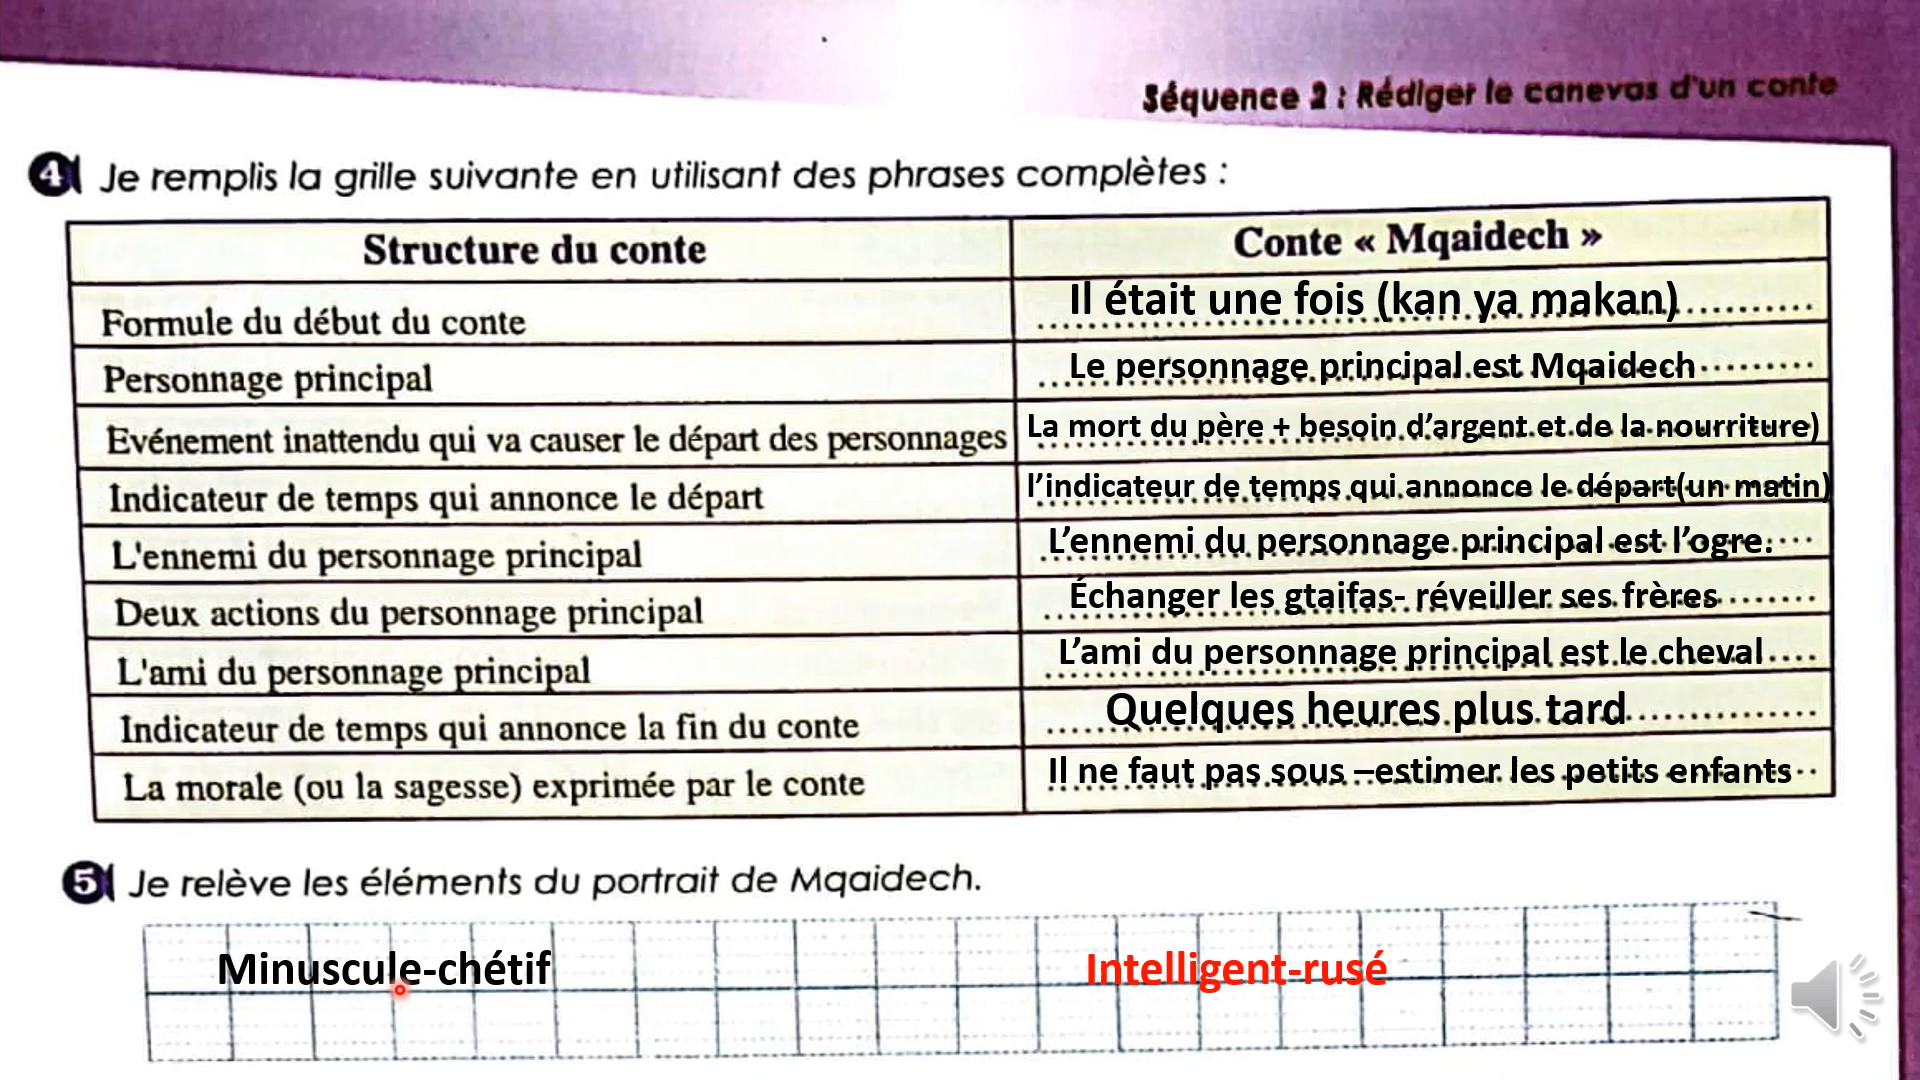 Séquence 2 : Rédiger le canevas d'un conte
4 Je remplis la grille suivante en utilisant des phrases complètes :
Structure du conte
Conte « Mqaidech »
Formule du début du conte
Il était une fois (kan ya makan)
Personnage principal
Le personnage principal est Mqaidech
Evénement inattendu qui va causer le départ des personnages
La mort du père + besoin d’argent et de la nourriture)
Indicateur de temps qui annonce le départ
l’indicateur de temps qui annonce le départ(un matin)
L'ennemi du personnage principal
L’ennemi du personnage principal est l’ogre.
Deux actions du personnage principal
Échanger les gtaifas- réveiller ses frères
L'ami du personnage principal
L’ami du personnage principal est le cheval
Indicateur de temps qui annonce la fin du conte
Quelques heures plus tard
La morale (ou la sagesse) exprimée par le conte
Il ne faut pas sous –estimer les petits enfants
5 Je relève les éléments du portrait de Mqaidech.
Minuscule-chétif
Intelligent-rusé